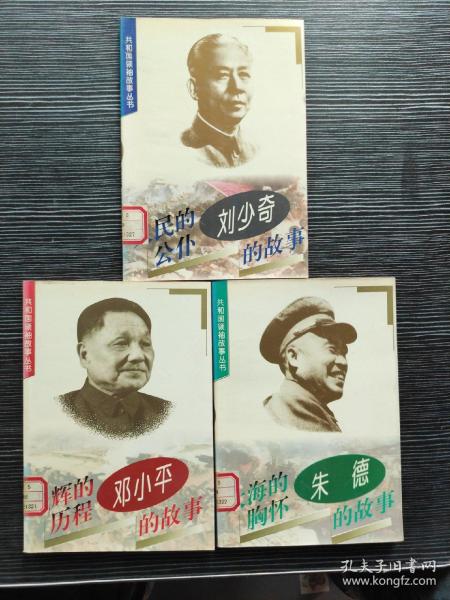 共和国领袖故事丛书
民的
公仆
刘少奇
的故事
327
共和国领袖故事丛书
辉的
历程
邓小平
的故事
1321
共和国领袖故事丛书
海的
胸怀
朱德
的故事
1322
孔夫子旧书网
www.kongfz.com